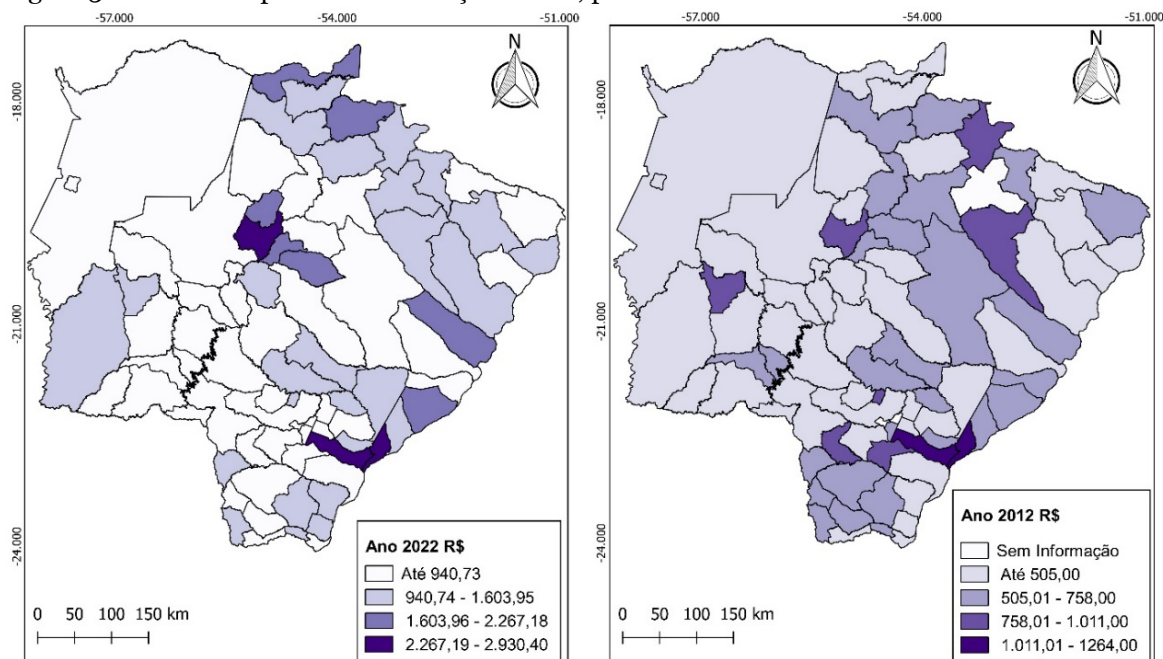 -57.000 -54.000 -51.000
N
-18.000
-21.000
-24.000
Ano 2022 R$
Até 940,73
940,74 - 1.603,95
1.603,96 - 2.267,18
2.267,19 - 2.930,40
0 50 100 150 km
-57.000 -54.000 -51.000
N
-18.000
-21.000
-24.000
Ano 2012 R$
Sem Informação
Até 505,00
505,01 - 758,00
758,01 - 1.011,00
1.011,01 - 1264,00
0 50 100 150 km